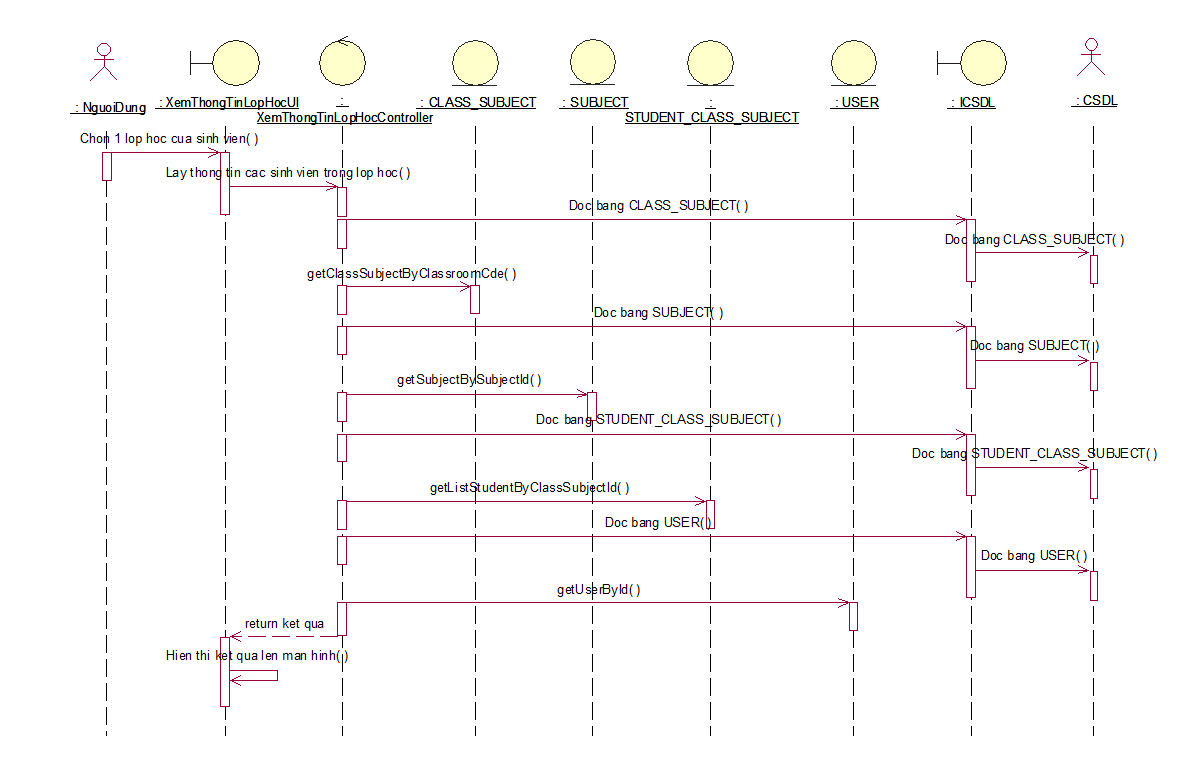 : NguoiDung
: XemThongTinLopHocUI
:
XemThongTinLopHocController
: CLASS_SUBJECT
: SUBJECT
:
STUDENT_CLASS_SUBJECT
: USER
: ICSDL
: CSDL
Chon 1 lop hoc cua sinh vien( )
Lay thong tin cac sinh vien trong lop hoc( )
Doc bang CLASS_SUBJECT( )
Doc bang CLASS_SUBJECT( )
getClassSubjectByClassroomCde( )
Doc bang SUBJECT( )
Doc bang SUBJECT( )
getSubjectBySubjectId( )
Doc bang STUDENT_CLASS_SUBJECT( )
Doc bang STUDENT_CLASS_SUBJECT( )
getListStudentByClassSubjectId( )
Doc bang USER( )
Doc bang USER( )
getUserById( )
return ket qua
Hien thi ket qua len man hinh( )